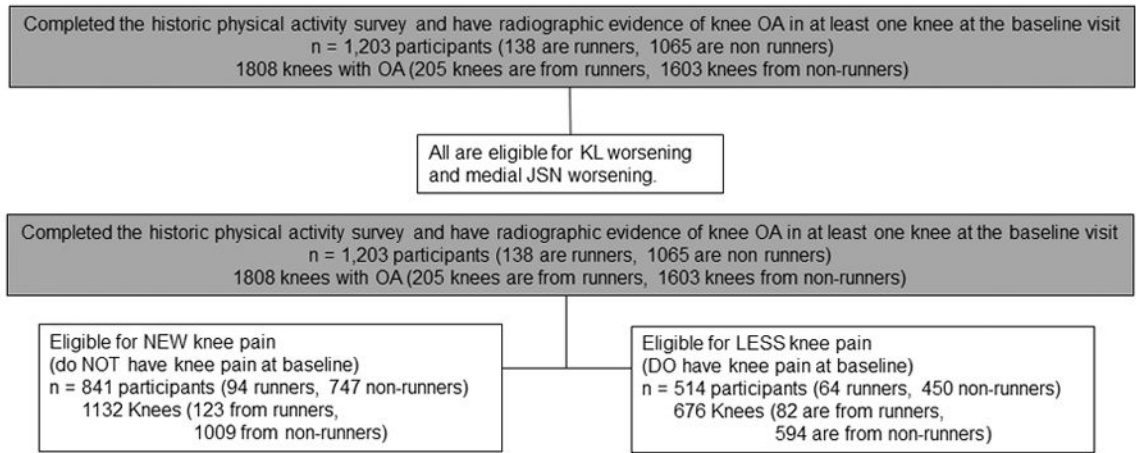 Completed the historic physical activity survey and have radiographic evidence of knee OA in at least one knee at the baseline visit
n = 1,203 participants (138 are runners, 1065 are non runners)
1808 knees with OA (205 knees are from runners, 1603 knees from non-runners)
All are eligible for KL worsening
and medial JSN worsening.
Completed the historic physical activity survey and have radiographic evidence of knee OA in at least one knee at the baseline visit
n = 1,203 participants (138 are runners, 1065 are non runners)
1808 knees with OA (205 knees are from runners, 1603 knees from non-runners)
Eligible for NEW knee pain
(do NOT have knee pain at baseline)
n = 841 participants (94 runners, 747 non-runners)
1132 Knees (123 from runners,
1009 from non-runners)
Eligible for LESS knee pain
(DO have knee pain at baseline)
n = 514 participants (64 runners, 450 non-runners)
676 Knees (82 are from runners,
594 are from non-runners)